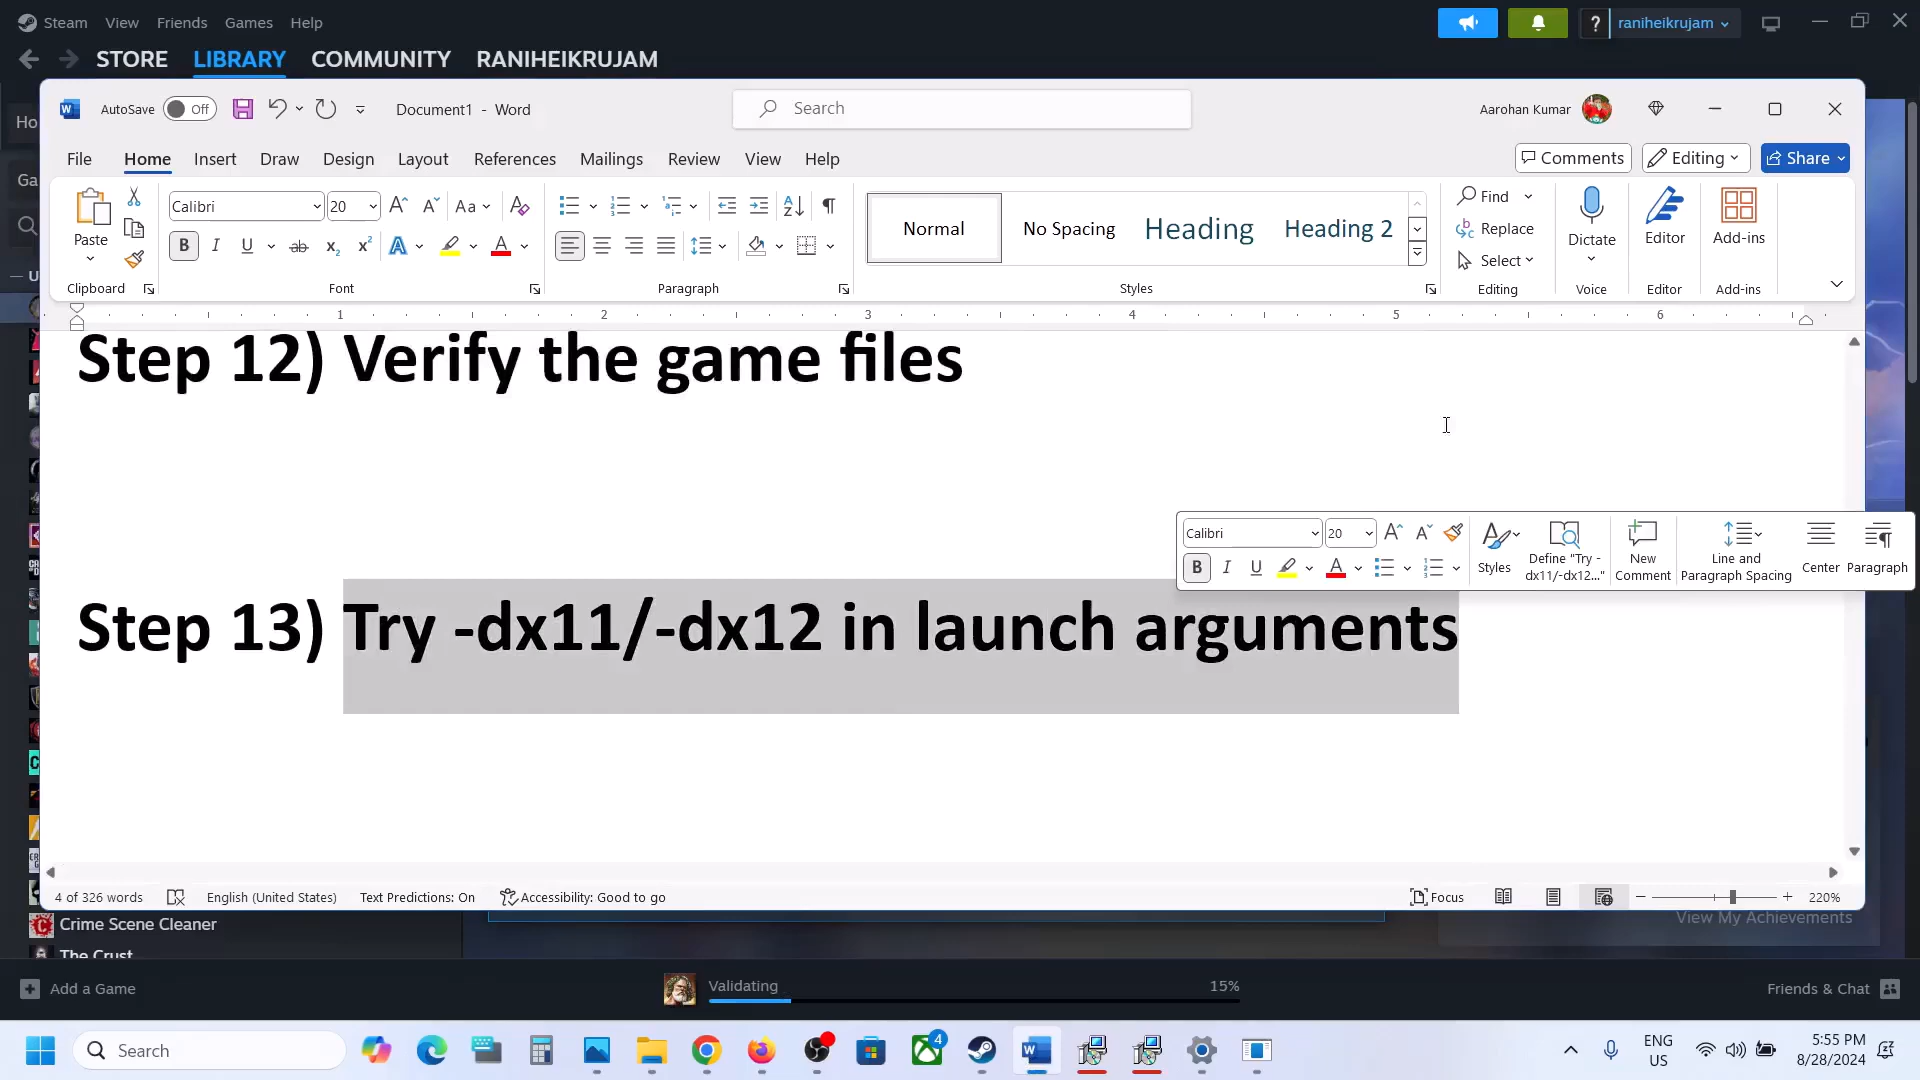 Steam View Friends Games Help
raniheikrujam
STORE LIBRARY COMMUNITY RANIHEIKRUJAM
AutoSave Off Document1 - Word
Search
Aarohan Kumar
File Home Insert Draw Design Layout References Mailings Review View Help
Comments Editing Share
Paste
Calibri 20
Normal
No Spacing
Heading
Heading 2
Find
Replace
Select
Dictate
Editor
Add-ins
Clipboard Font Paragraph Styles Editing Voice Editor Add-ins
1 2 3 4 5 6
Step 12) Verify the game files
Calibri 20
Styles
Define "Try -
dx11/-dx12..."
New
Comment
Line and
Paragraph Spacing
Center
Paragraph
Step 13) Try -dx11/-dx12 in launch arguments
4 of 326 words English (United States) Text Predictions: On Accessibility: Good to go
Focus 220%
Crime Scene Cleaner
View My Achievements
The Crust
Add a Game
Validating 15%
Friends & Chat
Search
4
ENG
US
5:55 PM
8/28/2024